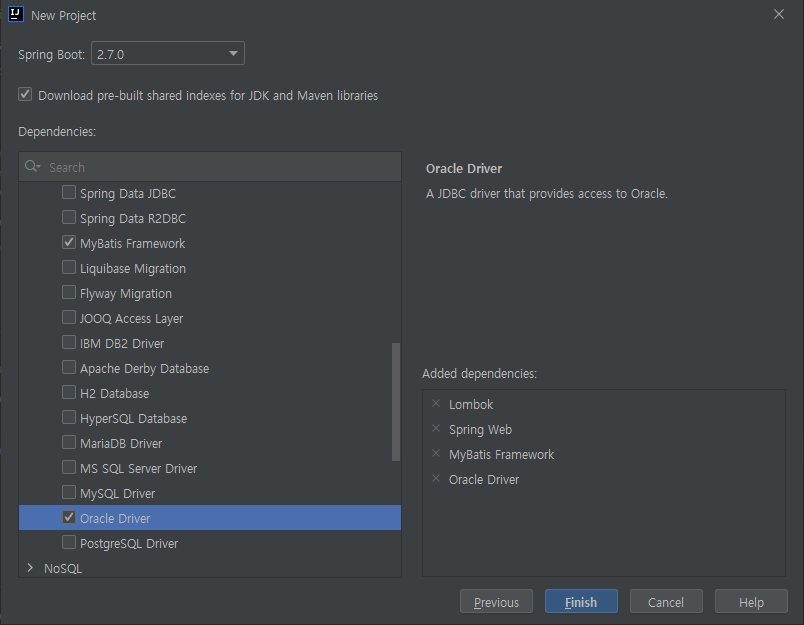 IJ
New Project
Spring Boot: 2.7.0
Download pre-built shared indexes for JDK and Maven libraries
Dependencies:
Search
Spring Data JDBC
Spring Data R2DBC
MyBatis Framework
Liquibase Migration
Flyway Migration
JOOQ Access Layer
IBM DB2 Driver
Apache Derby Database
H2 Database
HyperSQL Database
MariaDB Driver
MS SQL Server Driver
MySQL Driver
Oracle Driver
PostgreSQL Driver
NoSQL
Oracle Driver
A JDBC driver that provides access to Oracle.
Added dependencies:
Lombok
Spring Web
MyBatis Framework
Oracle Driver
Previous Finish Cancel Help